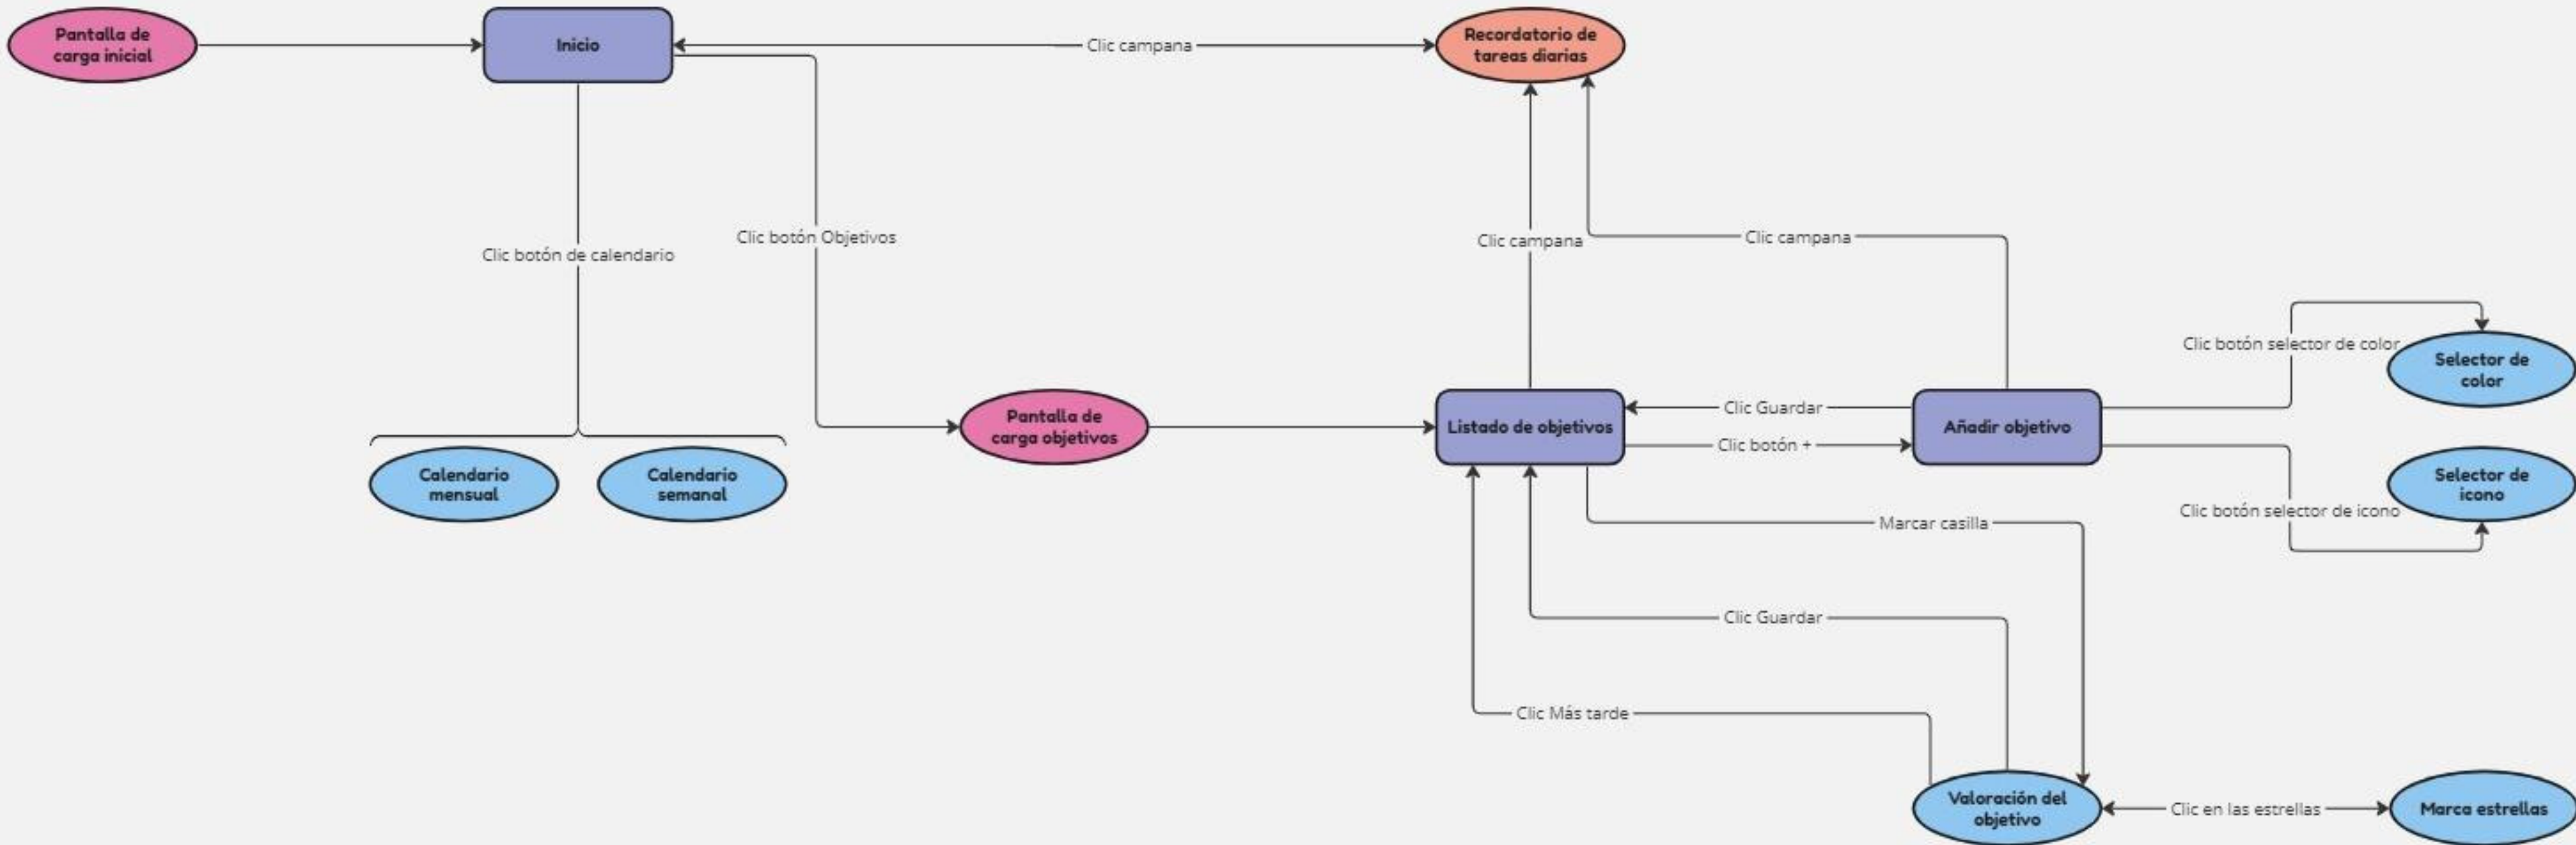 Pantalla de
carga inicial
Inicio
Clic campana
Recordatorio de
tareas diarias
Clic botón de calendario
Clic botón Objetivos
Clic campana
Clic campana
Clic botón selector de color
Selector de
color
Pantalla de
carga objetivos
Listado de objetivos
Clic Guardar
Clic botón +
Añadir objetivo
Calendario
mensual
Calendario
semanal
Selector de
icono
Clic botón selector de icono
Marcar casilla
Clic Guardar
Clic Más tarde
Valoración del
objetivo
Clic en las estrellas
Marca estrellas